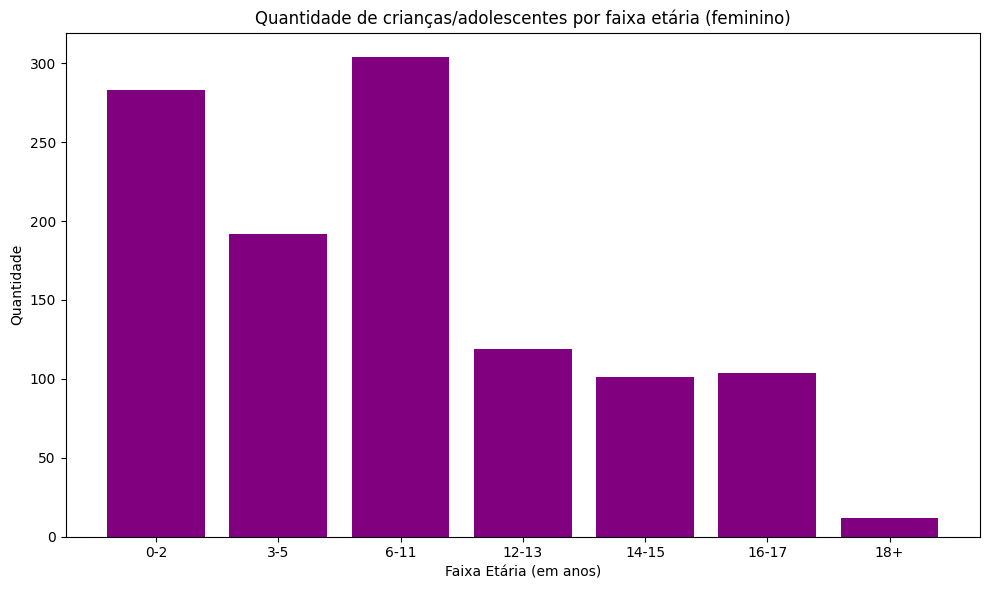 Quantidade de crianças/adolescentes por faixa etária (feminino)
Quantidade
300
250
200
150
100
50
0
0-2 3-5 6-11 12-13 14-15 16-17 18+
Faixa Etária (em anos)